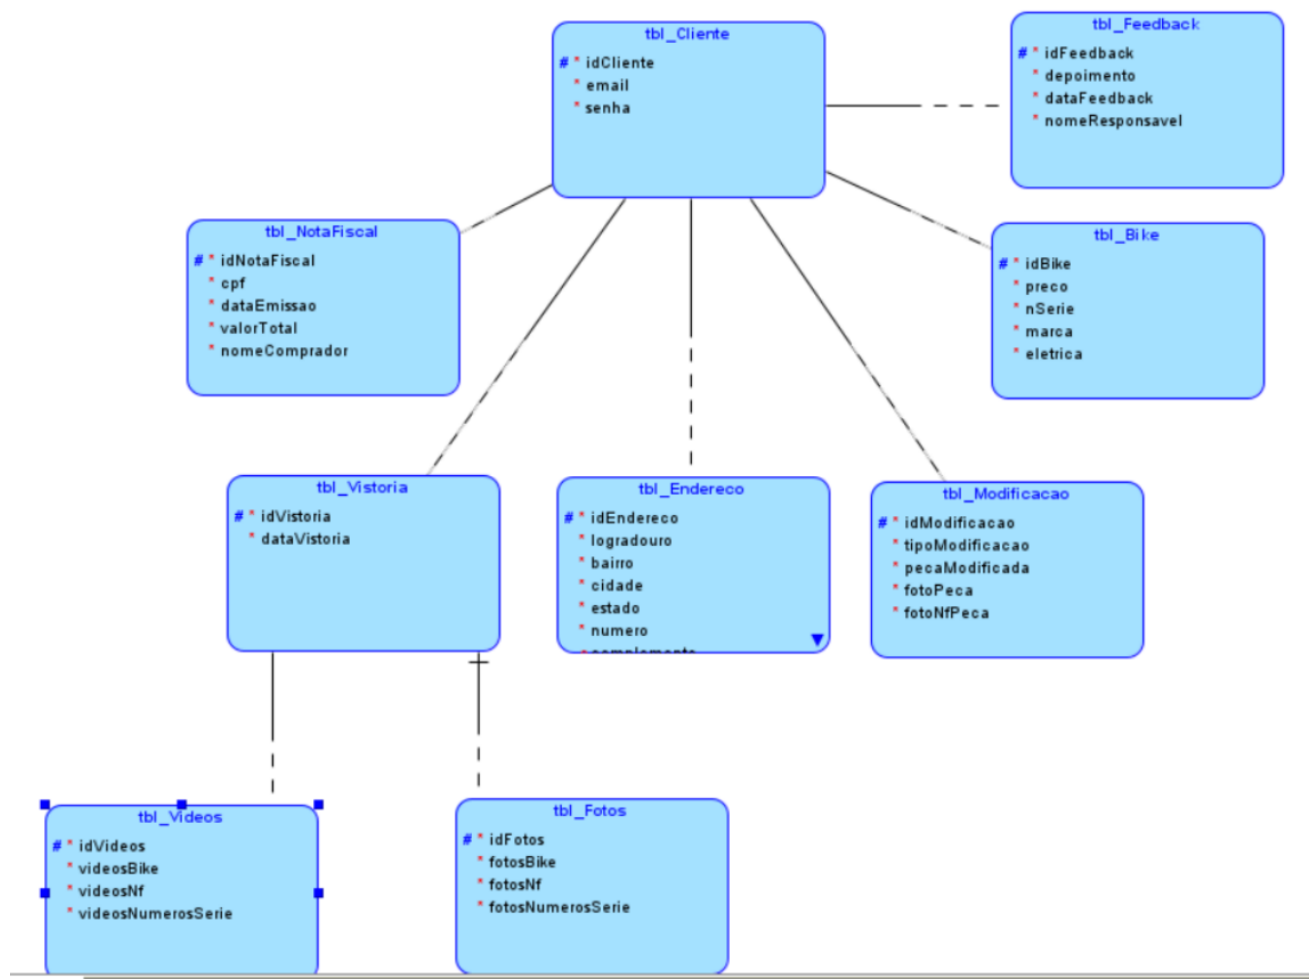 tbl_Cliente
# * idCliente
* email
* senha
tbl_Feedback
# * idFeedback
* depoimento
* dataFeedback
* nomeResponsavel
tbl_NotaFiscal
# * idNotaFiscal
* cpf
* dataEmissao
* valorTotal
* nomeComprador
tbl_Bike
# * idBike
* preco
* nSerie
* marca
* eletrica
tbl_Vistoria
# * idVistoria
* dataVistoria
tbl_Endereco
# * idEndereco
* logradouro
* bairro
* cidade
* estado
* numero
* complemento
tbl_Modificacao
# * idModificacao
* tipoModificacao
* pecaModificada
* fotoPeca
* fotoNfPeca
tbl_Videos
# * idVideos
* videosBike
* videosNf
* videosNumerosSerie
tbl_Fotos
# * idFotos
* fotosBike
* fotosNf
* fotosNumerosSerie